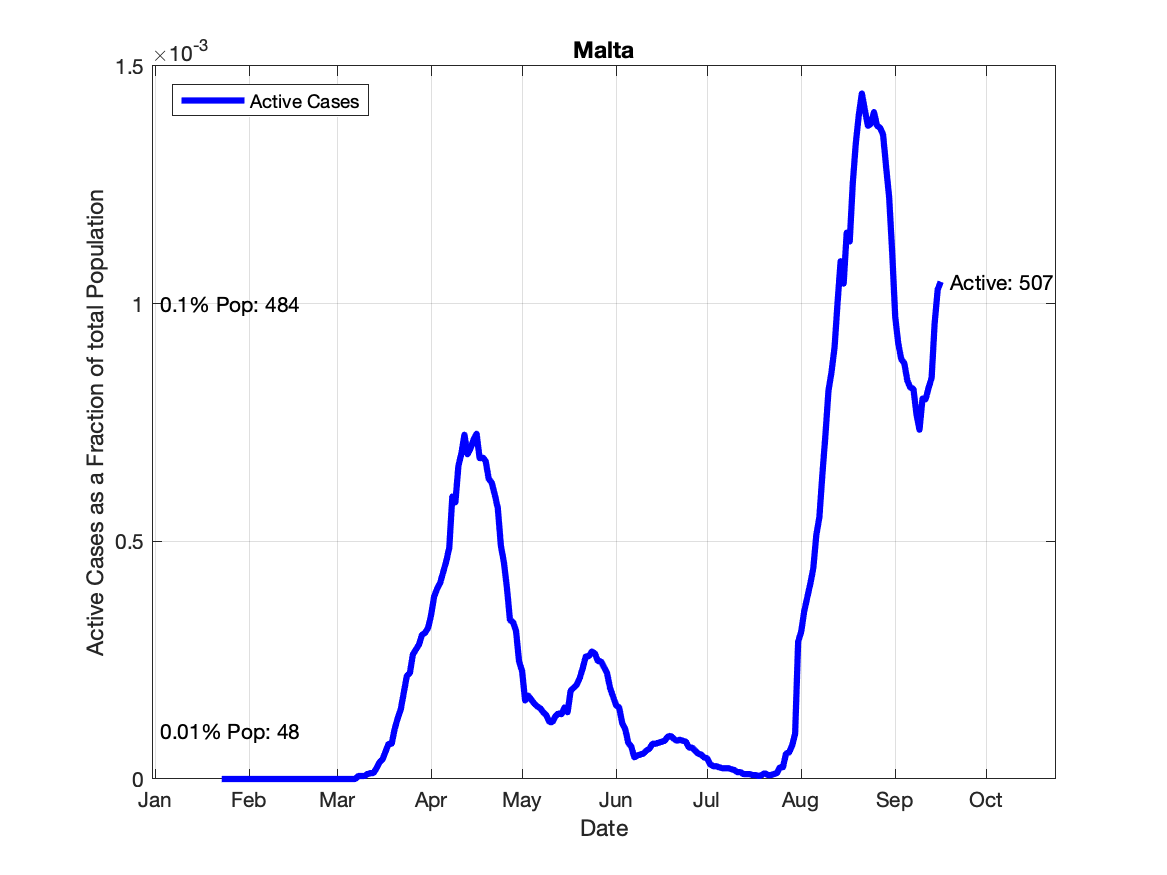 Malta
×10-3
1.5
1
0.5
0
Active Cases
0.1% Pop: 484
0.01% Pop: 48
Active: 507
Active Cases as a Fraction of total Population
Jan Feb Mar Apr May Jun Jul Aug Sep Oct
Date